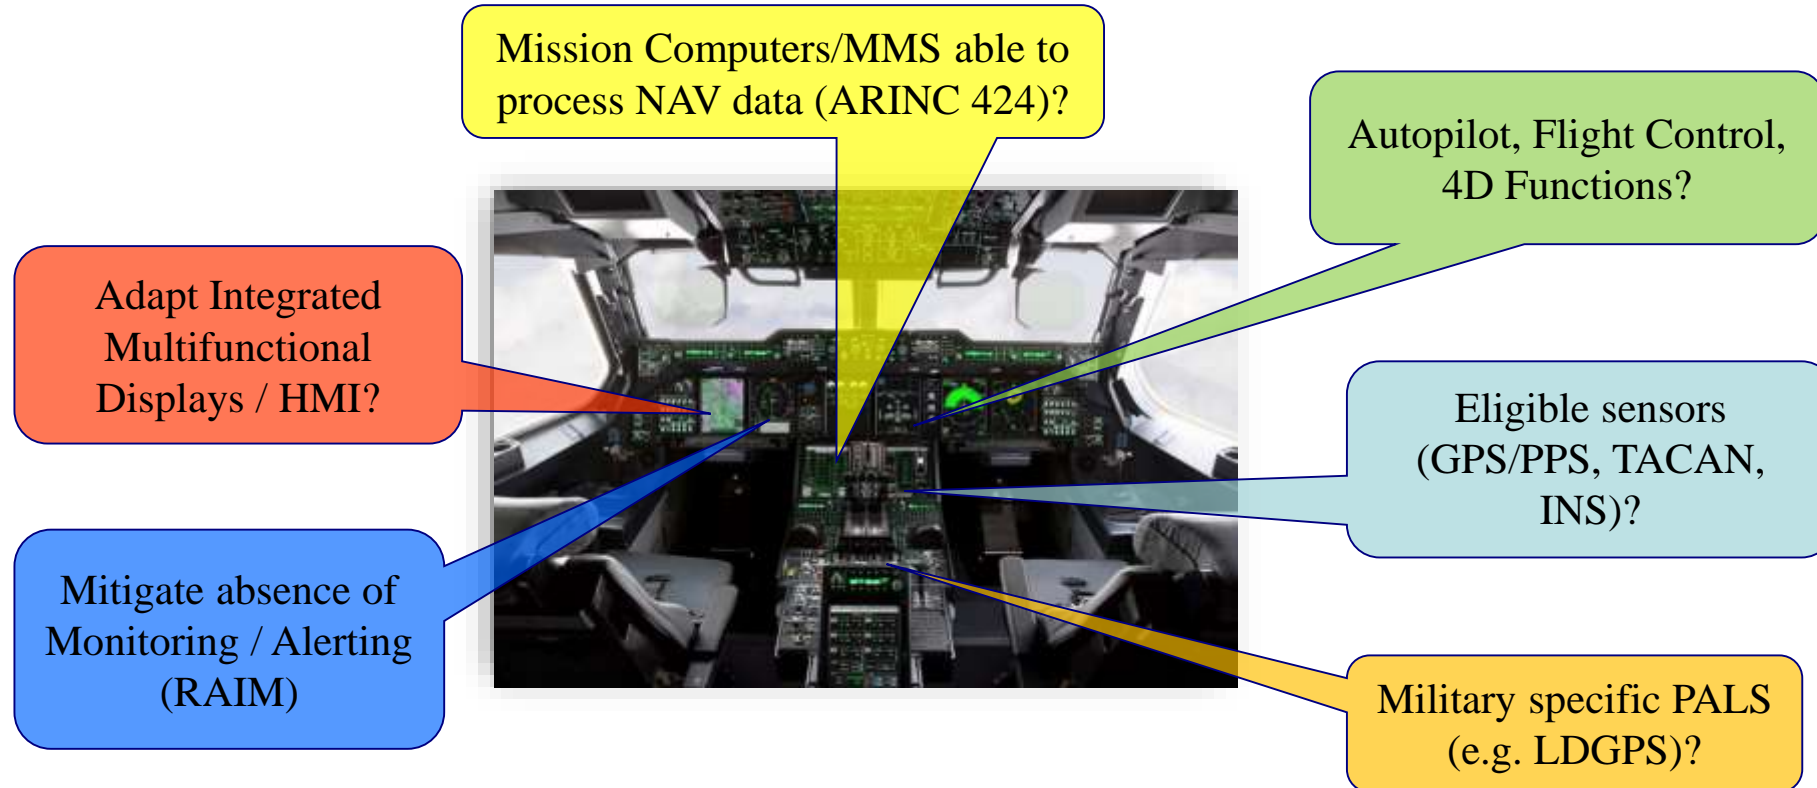 Mission Computers/MMS able to
process NAV data (ARINC 424)?
Autopilot, Flight Control,
4D Functions?
Adapt Integrated
Multifunctional
Displays / HMI?
Eligible sensors
(GPS/PPS, TACAN,
INS)?
Mitigate absence of
Monitoring / Alerting
(RAIM)
Military specific PALS
(e.g. LDGPS)?